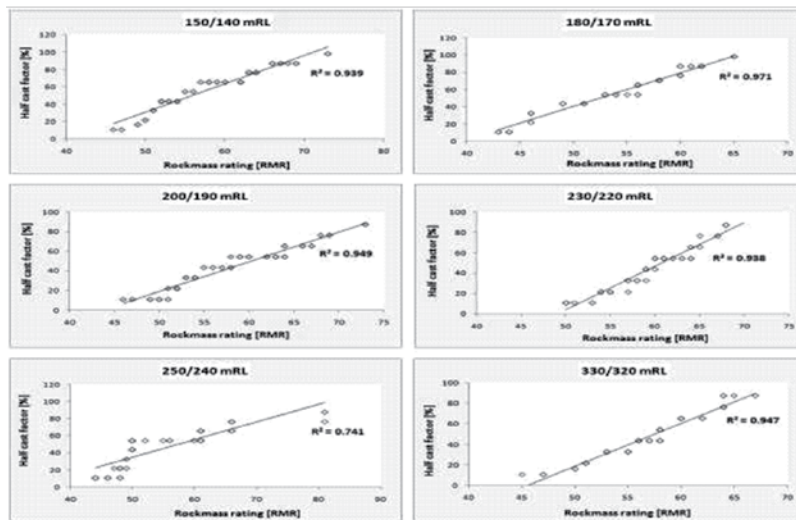 150/140 mRL
Half cast factor [%]
120
100
80
60
40
20
0
R² = 0.939
40 50 60 70 80
Rockmass rating [RMR]
180/170 mRL
Half cast factor [%]
120
100
80
60
40
20
0
R² = 0.971
40 45 50 55 60 65 70
Rockmass rating [RMR]
200/190 mRL
Half cast factor [%]
100
80
60
40
20
0
R² = 0.949
40 45 50 55 60 65 70 75
Rockmass rating [RMR]
230/220 mRL
Half cast factor [%]
100
80
60
40
20
0
R² = 0.938
40 45 50 55 60 65 70 75
Rockmass rating [RMR]
250/240 mRL
Half cast factor [%]
120
100
80
60
40
20
0
R² = 0.741
40 50 60 70 80 90
Rockmass rating [RMR]
330/320 mRL
Half cast factor [%]
100
80
60
40
20
0
R² = 0.947
40 45 50 55 60 65 70
Rockmass rating [RMR]